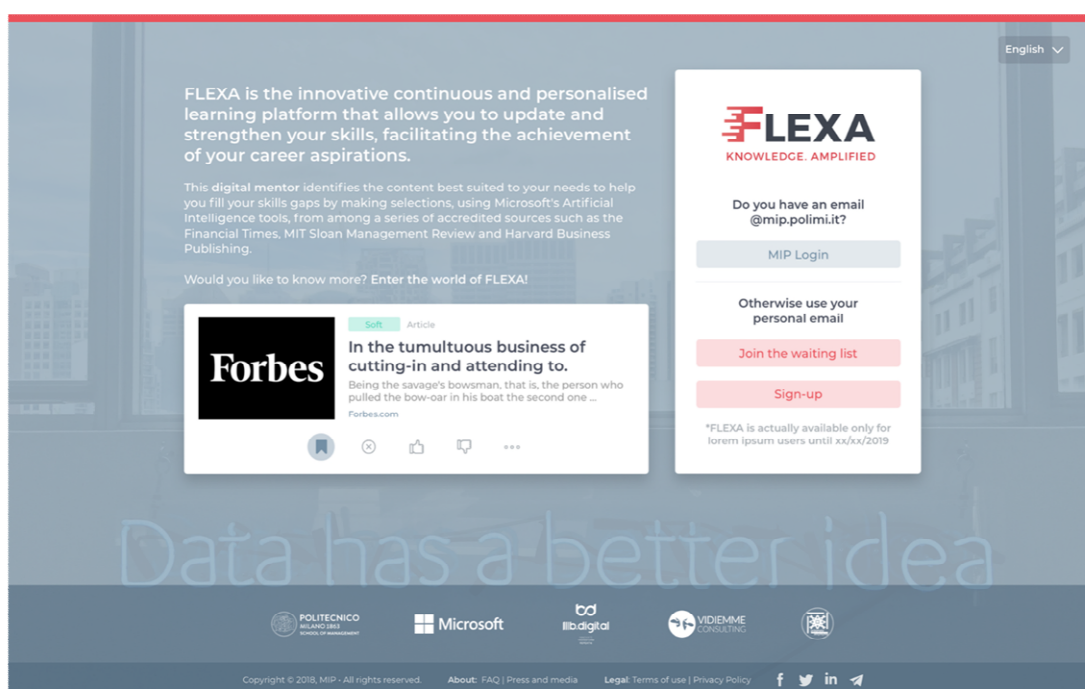 English
FLEXA is the innovative continuous and personalised
learning platform that allows you to update and
strengthen your skills, facilitating the achievement
of your career aspirations.
This digital mentor identifies the content best suited to your needs to help
you fill your skills gaps by making selections, using Microsoft's Artificial
Intelligence tools, from among a series of accredited sources such as the
Financial Times, MIT Sloan Management Review and Harvard Business
Publishing.
Would you like to know more? Enter the world of FLEXA!
Forbes
Soft Article
In the tumultuous business of
cutting-in and attending to.
Being the savage's bowsman, that is, the person who
pulled the bow-oar in his boat the second one ...
Forbes.com
FLEXA
KNOWLEDGE. AMPLIFIED
Do you have an email
@mip.polimi.it?
MIP Login
Otherwise use your
personal email
Join the waiting list
Sign-up
*FLEXA is actually available only for
lorem ipsum users until xx/xx/2019
Data has a better idea
POLITECNICO
MILANO 1863
SCHOOL OF MANAGEMENT
Microsoft
lllb.digital
VIDIEMME
CONSULTING
Copyright © 2018, MIP - All rights reserved. About: FAQ | Press and media Legal: Terms of use | Privacy Policy